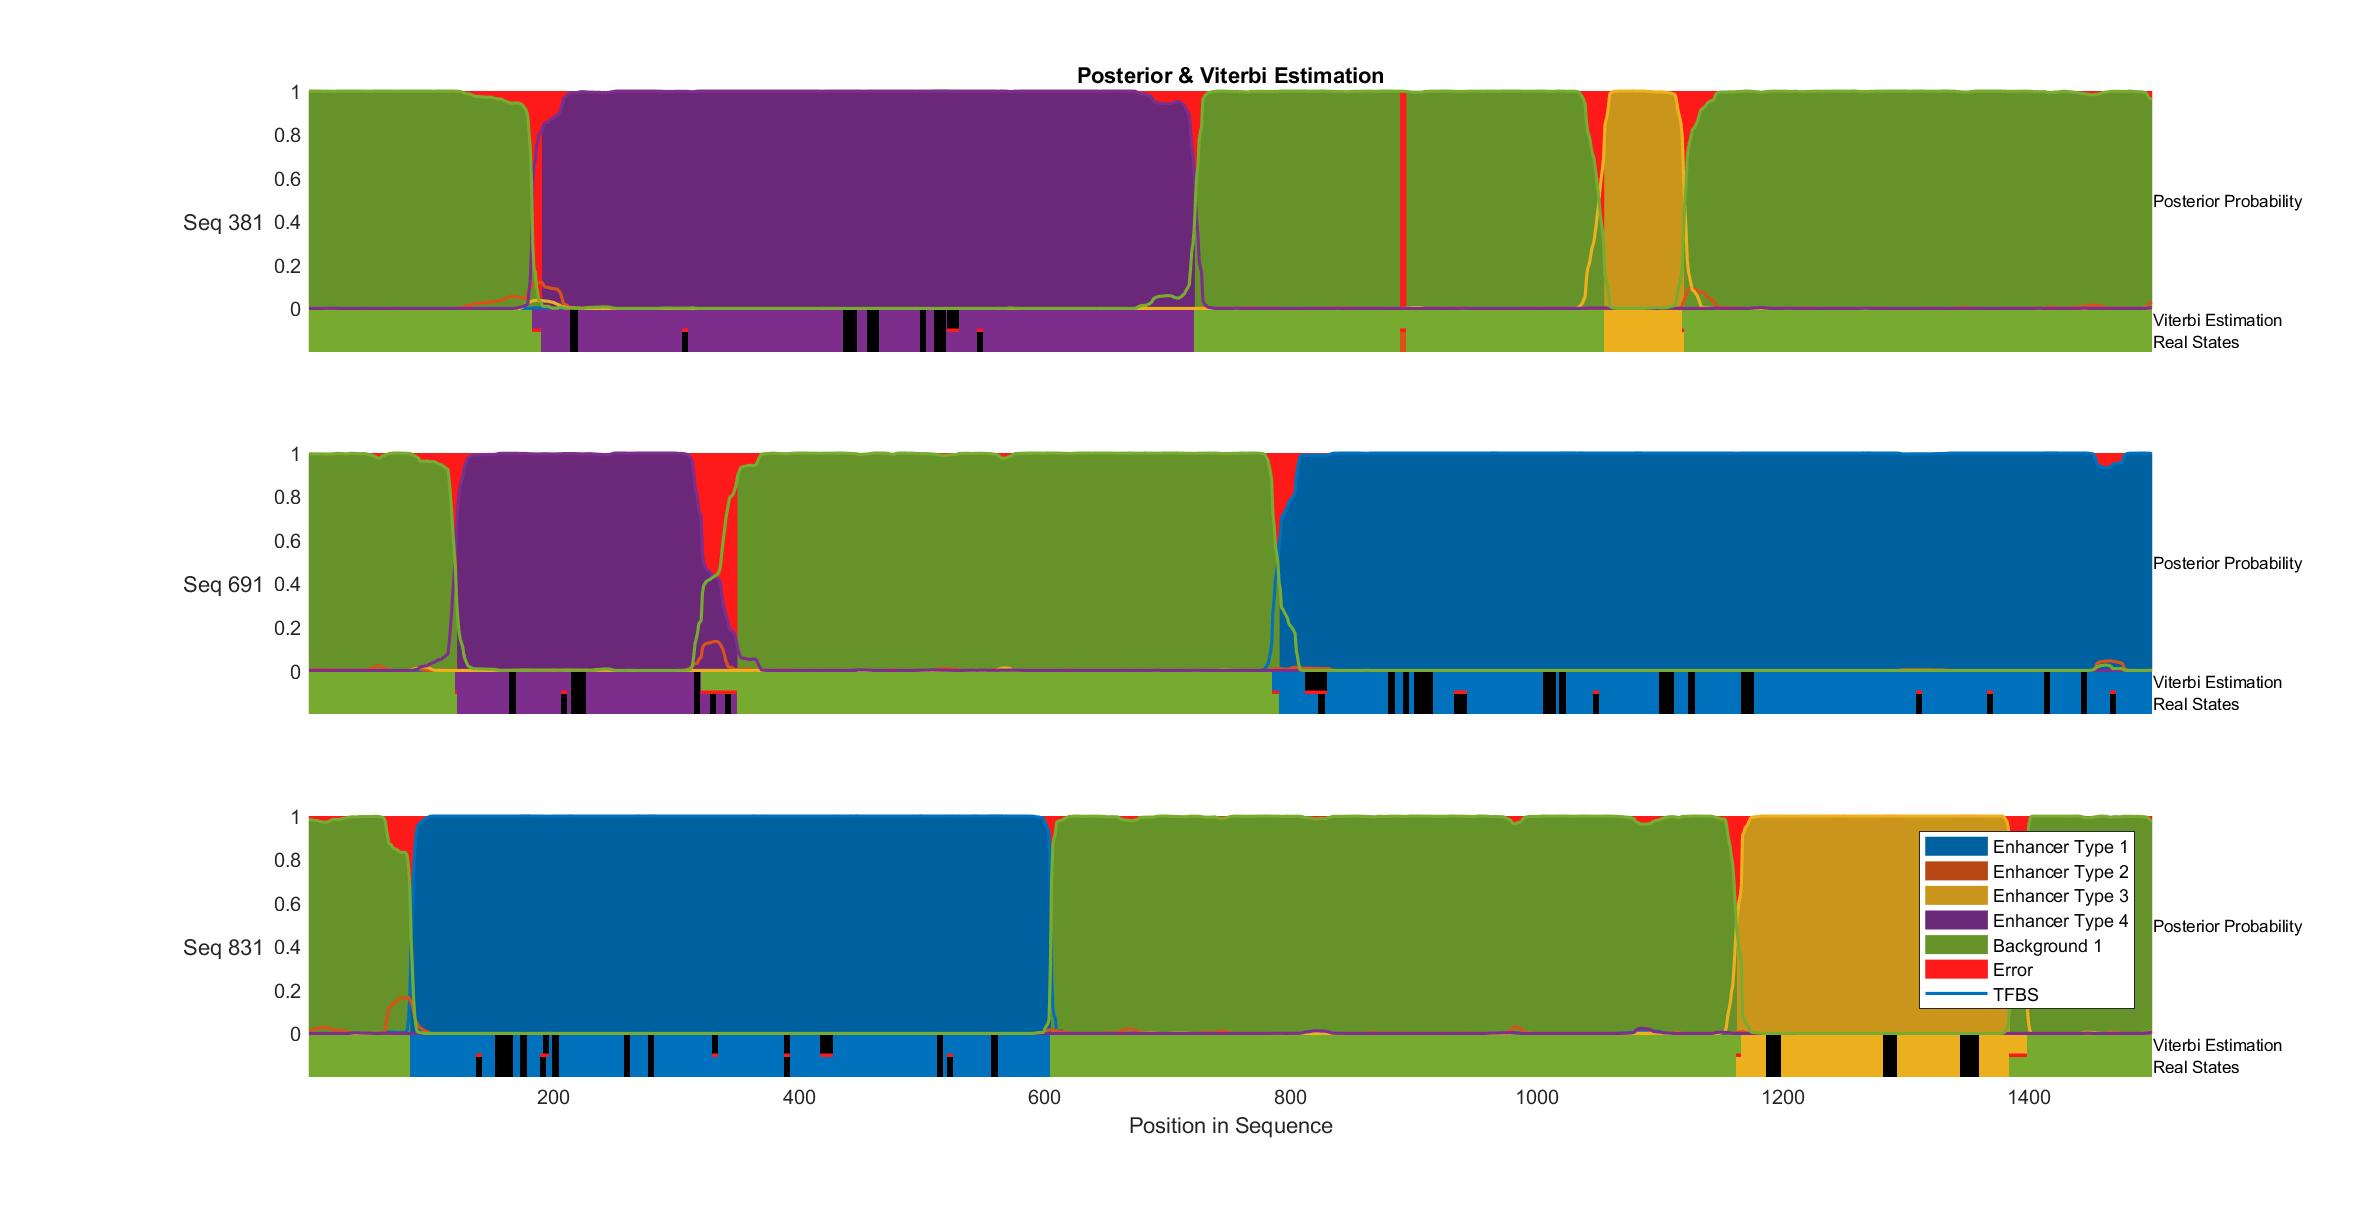 Posterior & Viterbi Estimation
1
0.8
0.6
0.4
0.2
0
Seq 381
Posterior Probability
Viterbi Estimation
Real States
1
0.8
0.6
0.4
0.2
0
Seq 691
Posterior Probability
Viterbi Estimation
Real States
1
0.8
0.6
0.4
0.2
0
Seq 831
Enhancer Type 1
Enhancer Type 2
Enhancer Type 3
Enhancer Type 4
Background 1
Error
TFBS
Posterior Probability
Viterbi Estimation
Real States
200 400 600 800 1000 1200 1400
Position in Sequence